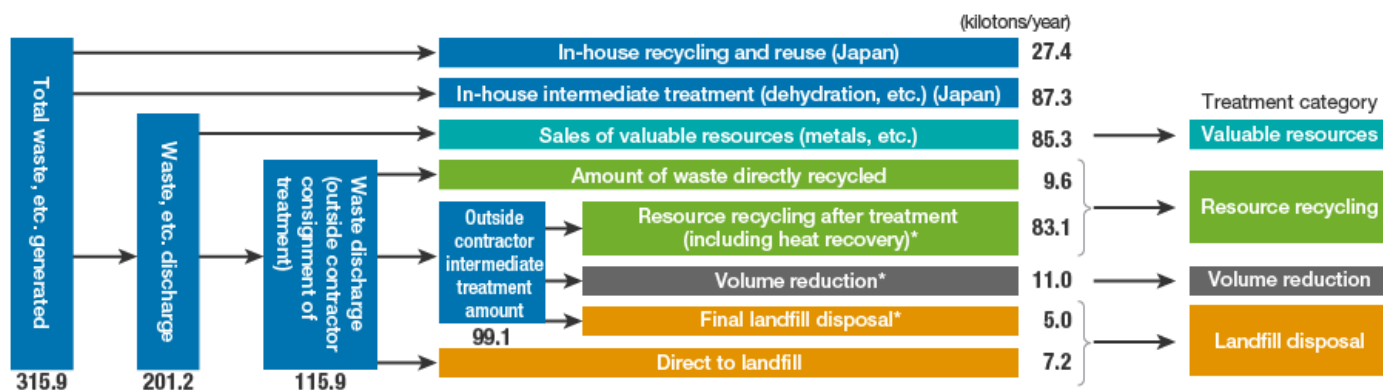 (kilotons/year)
In-house recycling and reuse (Japan)
27.4
In-house intermediate treatment (dehydration, etc.) (Japan)
87.3
Treatment category
Sales of valuable resources (metals, etc.)
85.3
Valuable resources
Amount of waste directly recycled
9.6
Resource recycling after treatment
(including heat recovery)*
83.1
Resource recycling
Volume reduction*
11.0
Volume reduction
Final landfill disposal*
5.0
Direct to landfill
7.2
Landfill disposal
Total waste, etc. generated
315.9
Waste, etc. discharge
201.2
Waste discharge
(outside contractor
consignment of
treatment)
115.9
Outside
contractor
intermediate
treatment
amount
99.1